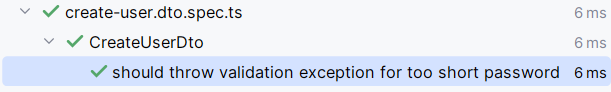 create-user.dto.spec.ts 6 ms
CreateUserDto 6 ms
should throw validation exception for too short password 6 ms